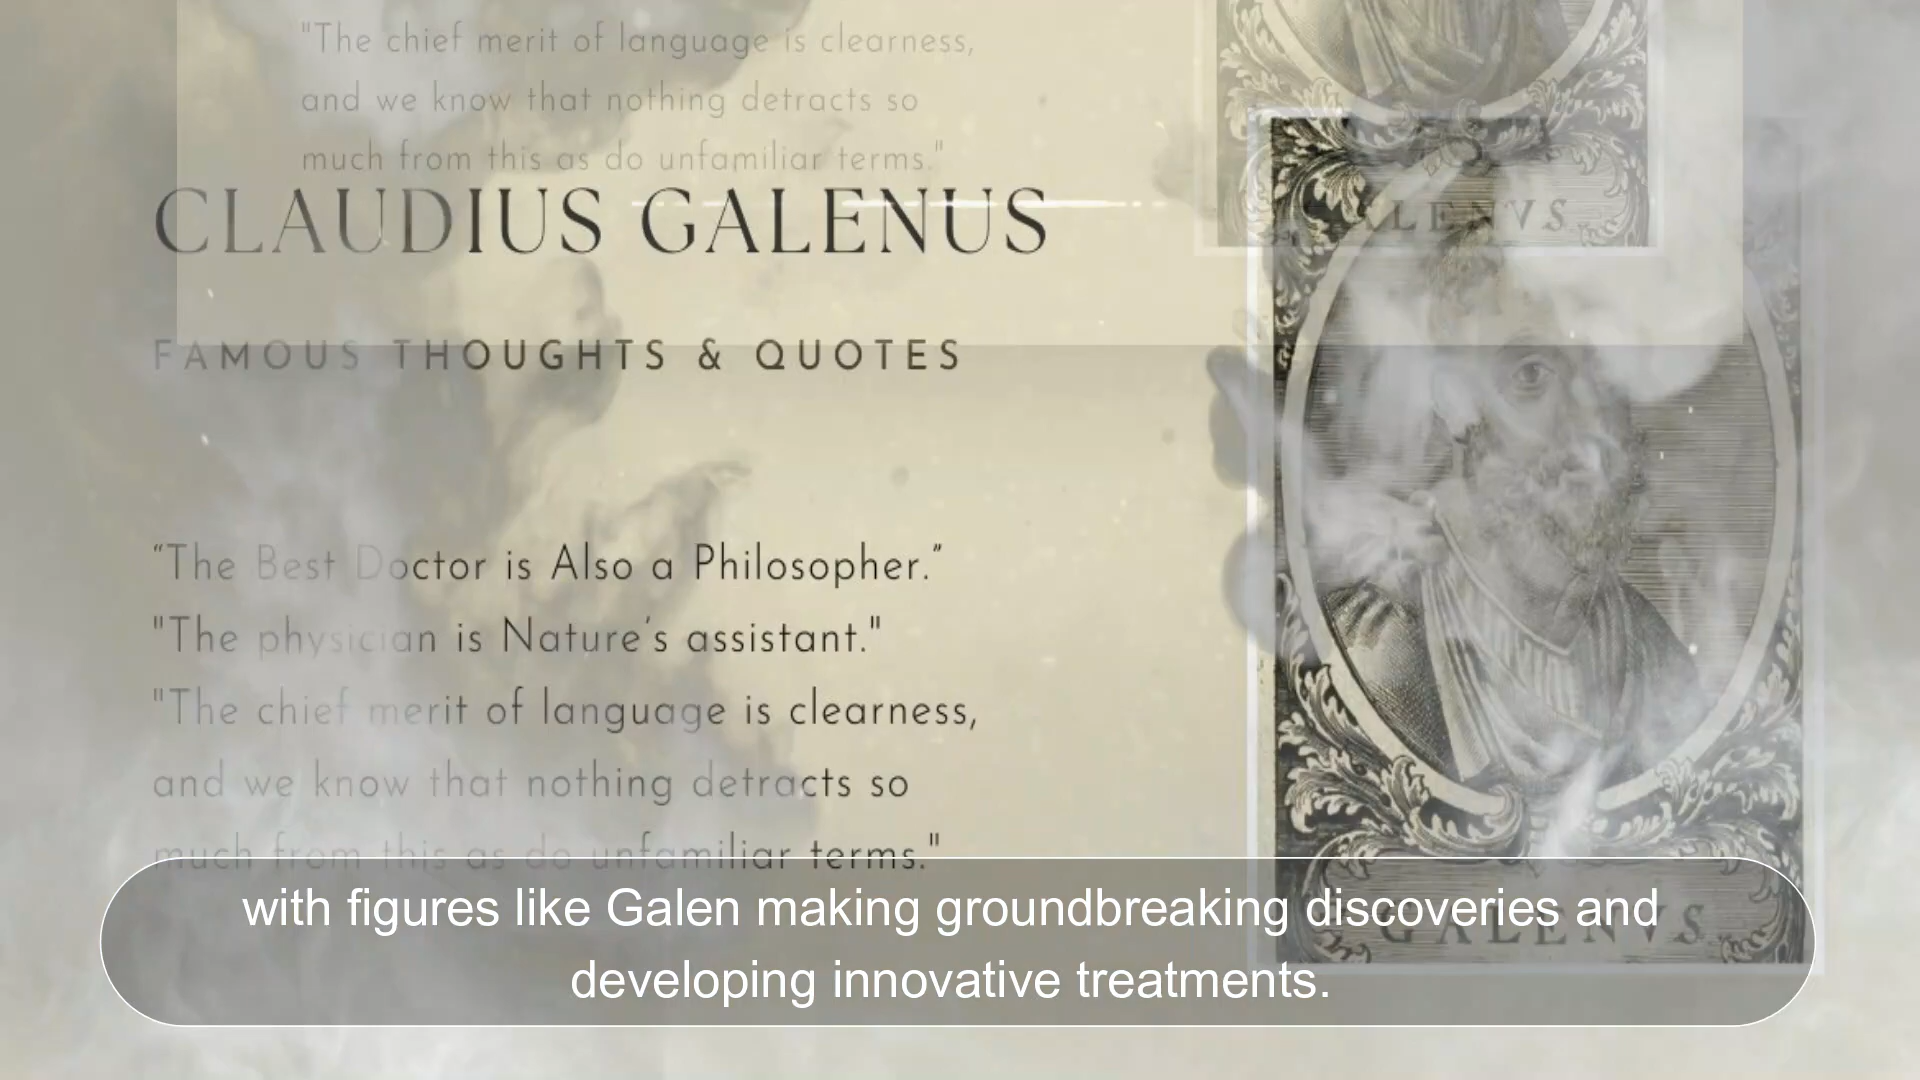 "The chief merit of language is clearness,
and we know that nothing detracts so
much from this as do unfamiliar terms."
LENVS
CLAUDIUS GALENUS
FAMOUS THOUGHTS & QUOTES
“The Best Doctor is Also a Philosopher.”
"The physician is Nature’s assistant."
"The chief merit of language is clearness,
and we know that nothing detracts so
much from this as do unfamiliar terms."
GALENVS
with figures like Galen making groundbreaking discoveries and
developing innovative treatments.